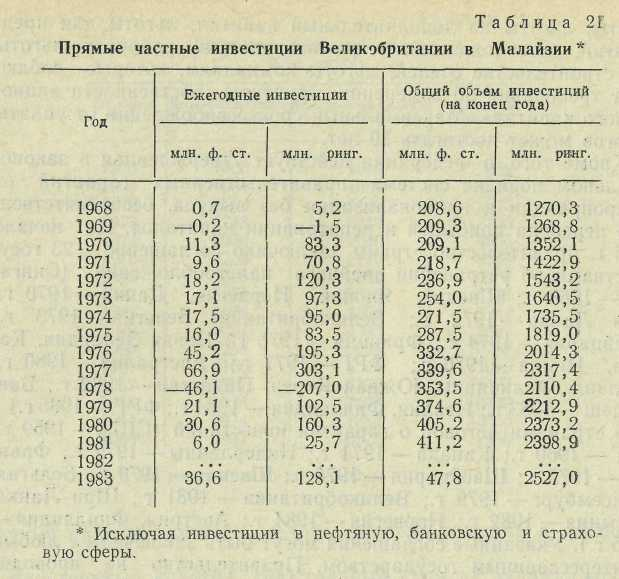 Таблица 21
Прямые частные инвестиции Великобритании в Малайзии*
Год Ежегодные инвестиции Общий объем инвестиций (на конец года)
млн. ф. ст. млн. ринг. млн. ф. ст. млн. ринг.
1968 0,7 5,2 208,6 1270,3
1969 0,2 —1,5 209,3 1268,8
1970 11,3 83,3 209,1 1352,1
1971 9,6 70,8 218,7 1422,9
1972 18,2 120,3 236,9 1543,2
1973 17,1 97,3 254,0 1640,5
1974 17,5 95,0 271,5 1735,5
1975 16,0 83,5 287,5 1819,0
1976 45,2 195,3 332,7 2014,3
1977 66,9 303,1 339,6 2317,4
1978 —46,1 —207,0 353,5 2110,4
1979 21,1 102,5 374,6 2212,9
1980 30,6 160,3 405,2 2373,2
1981 6,0 25,7 411,2 2398,9
1982 ... ... ... ...
1983 36,6 128,1 47,8 2527,0
* Исключая инвестиции в нефтяную, банковскую и страхо-
вую сферы.